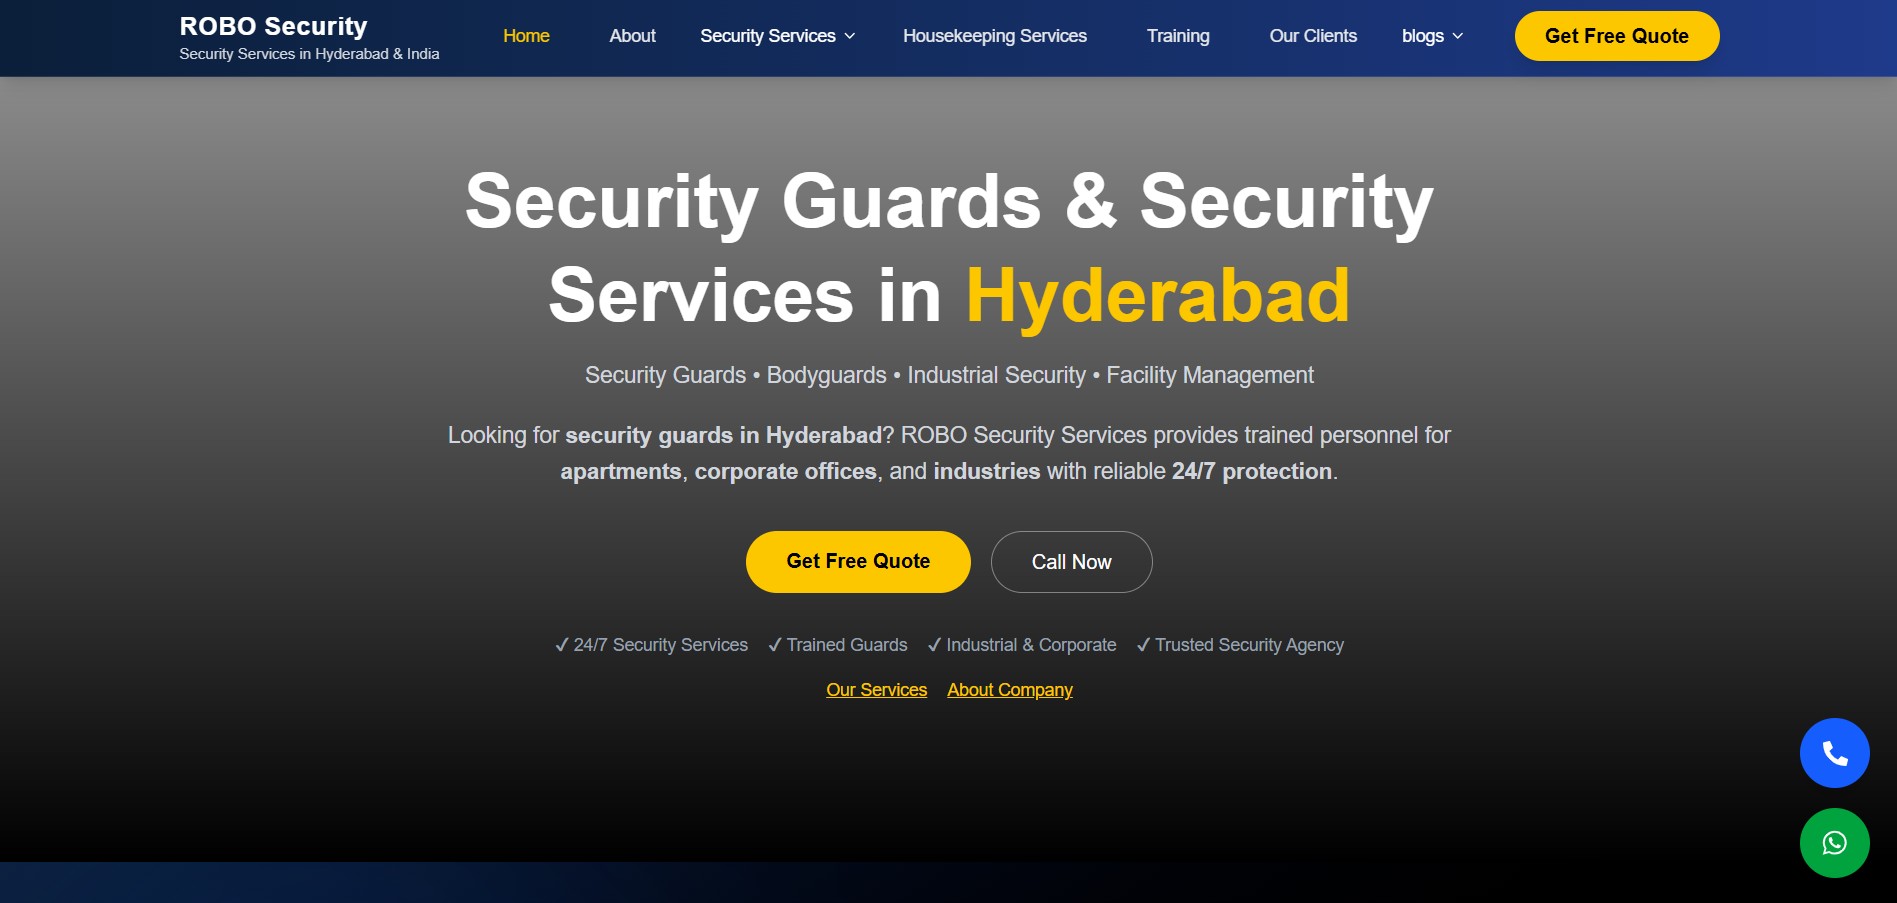 ROBO Security
Security Services in Hyderabad & India
Home
About
Security Services
Housekeeping Services
Training
Our Clients
blogs
Get Free Quote
Security Guards & Security
Services in Hyderabad
Security Guards • Bodyguards • Industrial Security • Facility Management
Looking for security guards in Hyderabad? ROBO Security Services provides trained personnel for
apartments, corporate offices, and industries with reliable 24/7 protection.
Get Free Quote
Call Now
✓ 24/7 Security Services ✓ Trained Guards ✓ Industrial & Corporate ✓ Trusted Security Agency
Our Services About Company